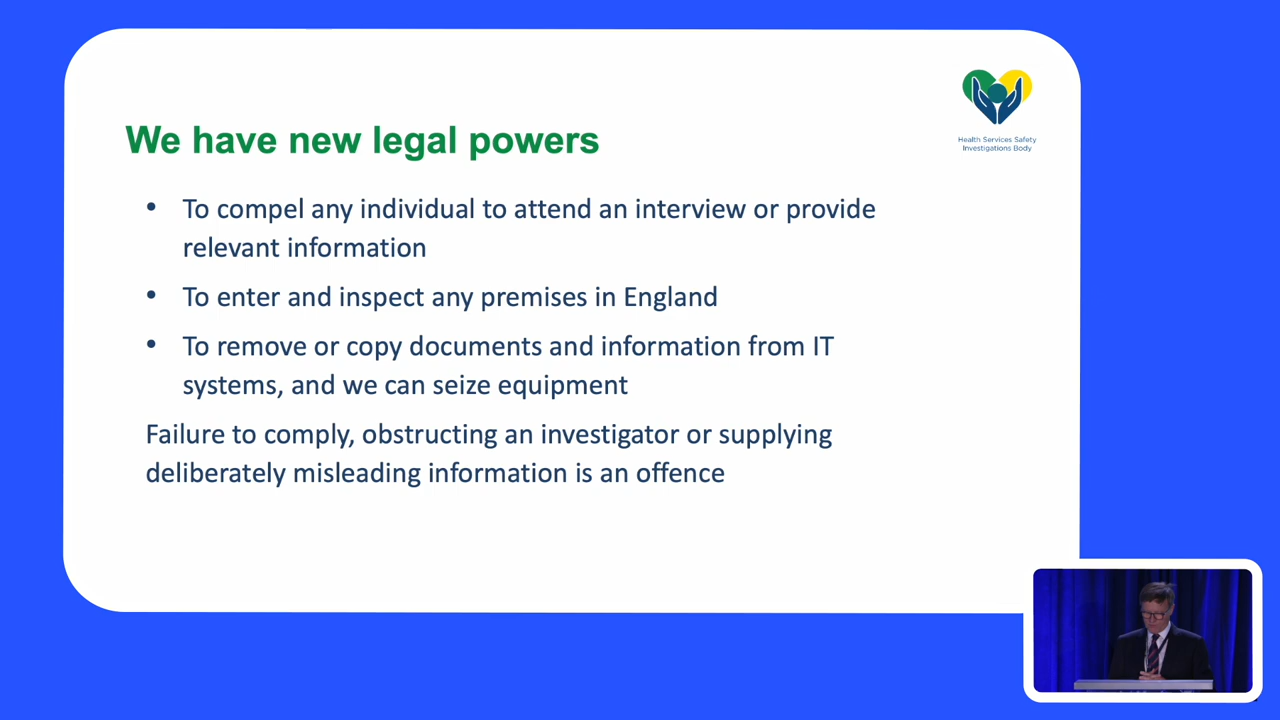 Health Services Safety
Investigations Body
We have new legal powers
• To compel any individual to attend an interview or provide
relevant information
• To enter and inspect any premises in England
• To remove or copy documents and information from IT
systems, and we can seize equipment
Failure to comply, obstructing an investigator or supplying
deliberately misleading information is an offence